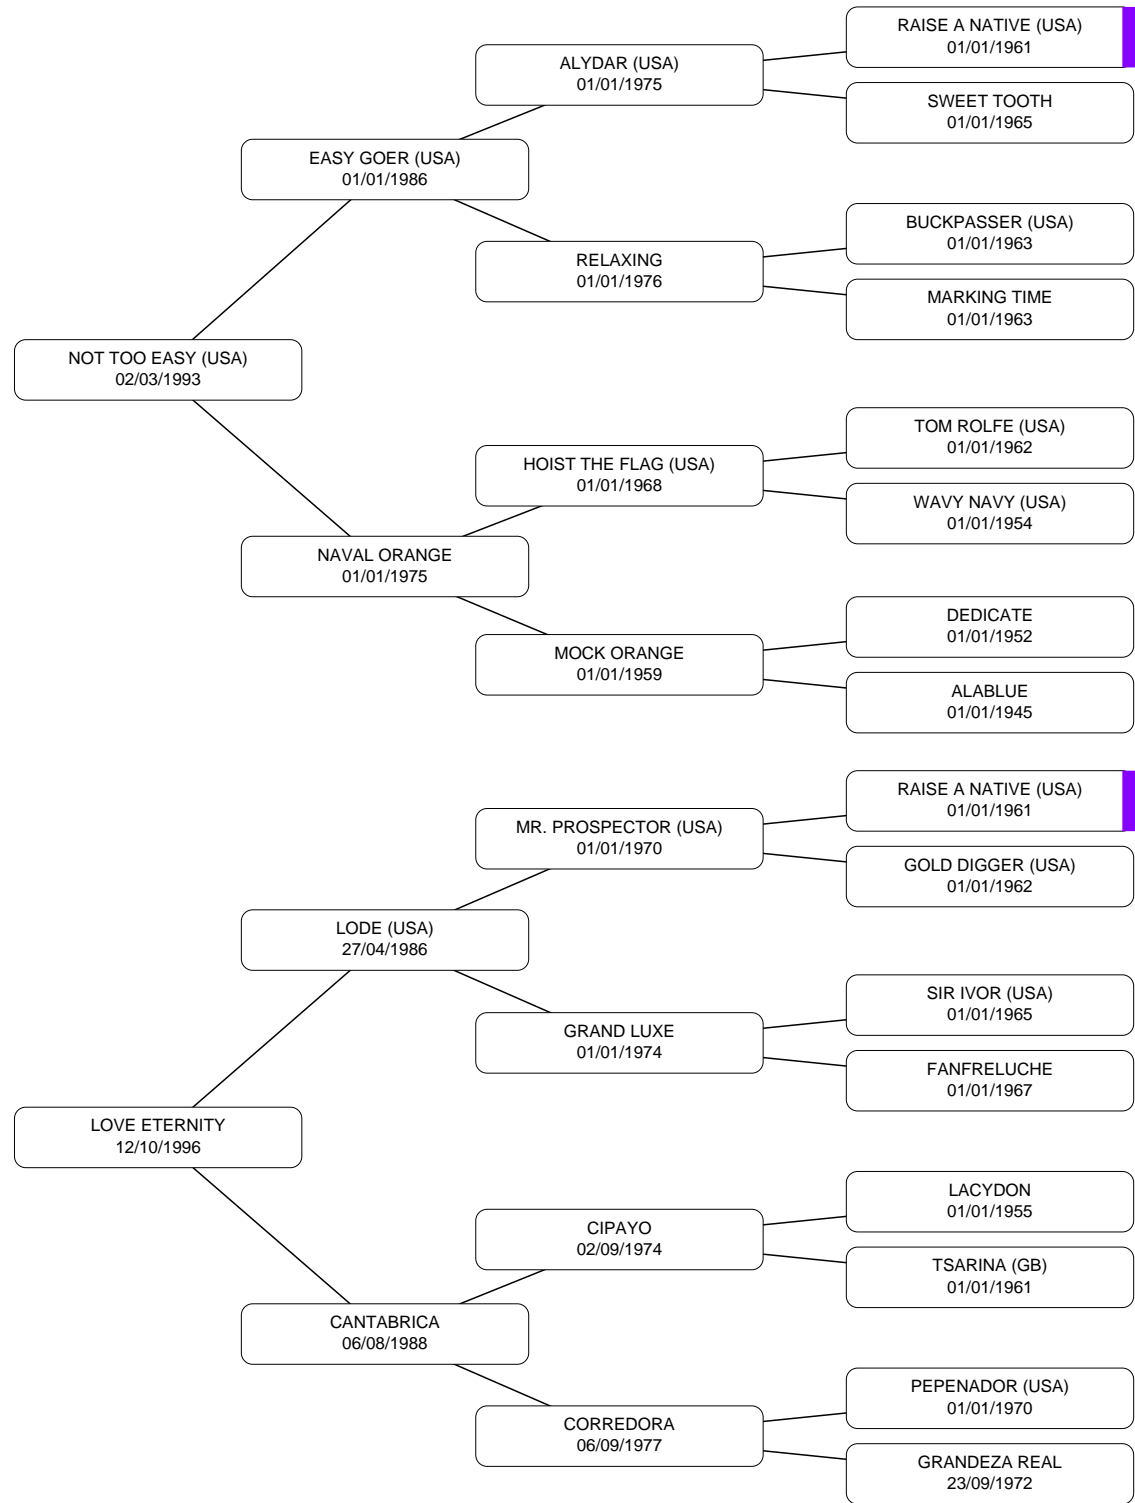 RAISE A NATIVE (USA)
01/01/1961
ALYDAR (USA)
01/01/1975
SWEET TOOTH
01/01/1965
EASY GOER (USA)
01/01/1986
BUCKPASSER (USA)
01/01/1963
RELAXING
01/01/1976
MARKING TIME
01/01/1963
NOT TOO EASY (USA)
02/03/1993
TOM ROLFE (USA)
01/01/1962
HOIST THE FLAG (USA)
01/01/1968
WAVY NAVY (USA)
01/01/1954
NAVAL ORANGE
01/01/1975
DEDICATE
01/01/1952
MOCK ORANGE
01/01/1959
ALABLUE
01/01/1945
RAISE A NATIVE (USA)
01/01/1961
MR. PROSPECTOR (USA)
01/01/1970
GOLD DIGGER (USA)
01/01/1962
LODE (USA)
27/04/1986
SIR IVOR (USA)
01/01/1965
GRAND LUXE
01/01/1974
FANFRELUCHE
01/01/1967
LOVE ETERNITY
12/10/1996
LACYDON
01/01/1955
CIPAYO
02/09/1974
TSARINA (GB)
01/01/1961
CANTABRICA
06/08/1988
PEPENADOR (USA)
01/01/1970
CORREDORA
06/09/1977
GRANDEZA REAL
23/09/1972